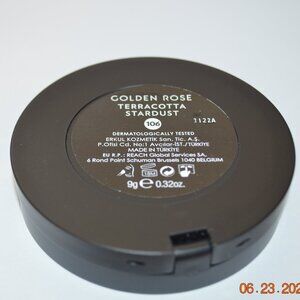 GOLDEN ROSE
TERRACOTTA
STARDUST
106
1122A
DERMATOLOGICALLY TESTED
ERKUL KOZMETİK San. Tic. A.Ş.
P.Ofisi Cd. No:1 Avcılar-İST./TÜRKİYE
MADE IN TÜRKİYE
EU R.P.: REACH Global Services SA,
6 Rond Point Schuman Brussels 1040 BELGIUM
18M
9g e 0.32oz.
06.23.202